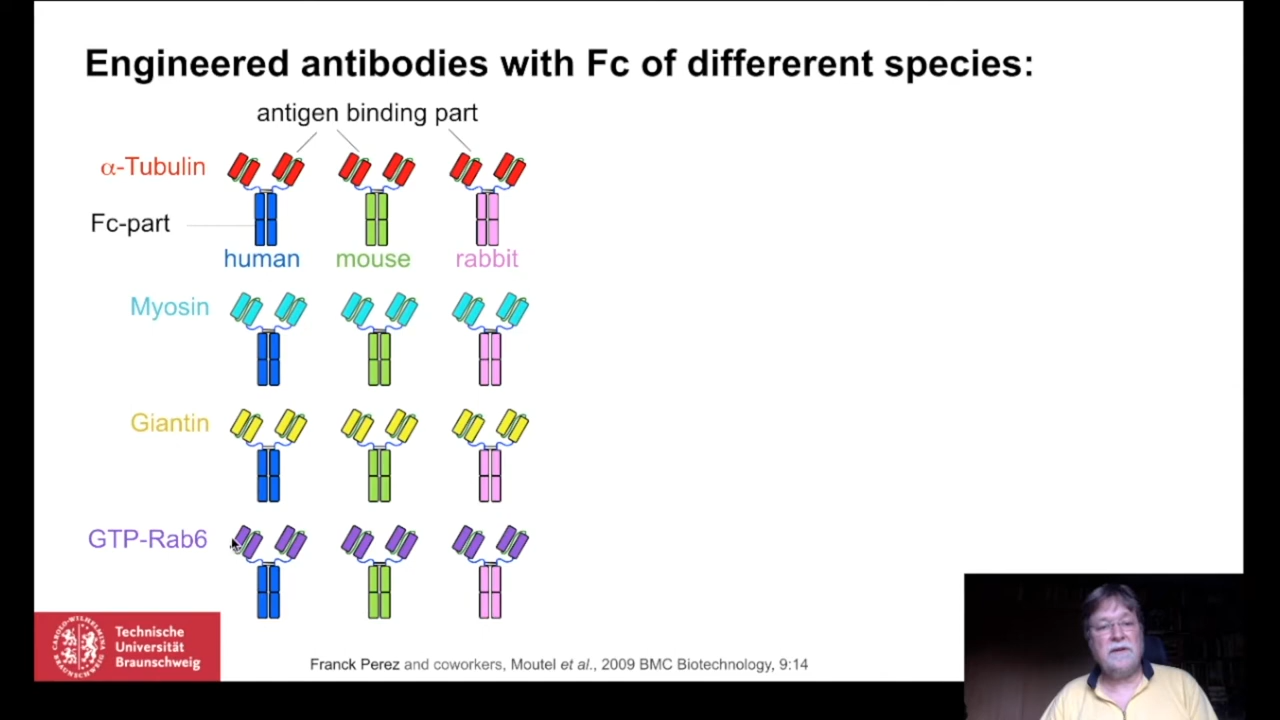 Engineered antibodies with Fc of differerent species:
antigen binding part
α-Tubulin
Fc-part
human mouse rabbit
Myosin
Giantin
GTP-Rab6
CAROLO-WILHELMINA
Technische
Universität
Braunschweig
Franck Perez and coworkers, Moutel et al., 2009 BMC Biotechnology, 9:14